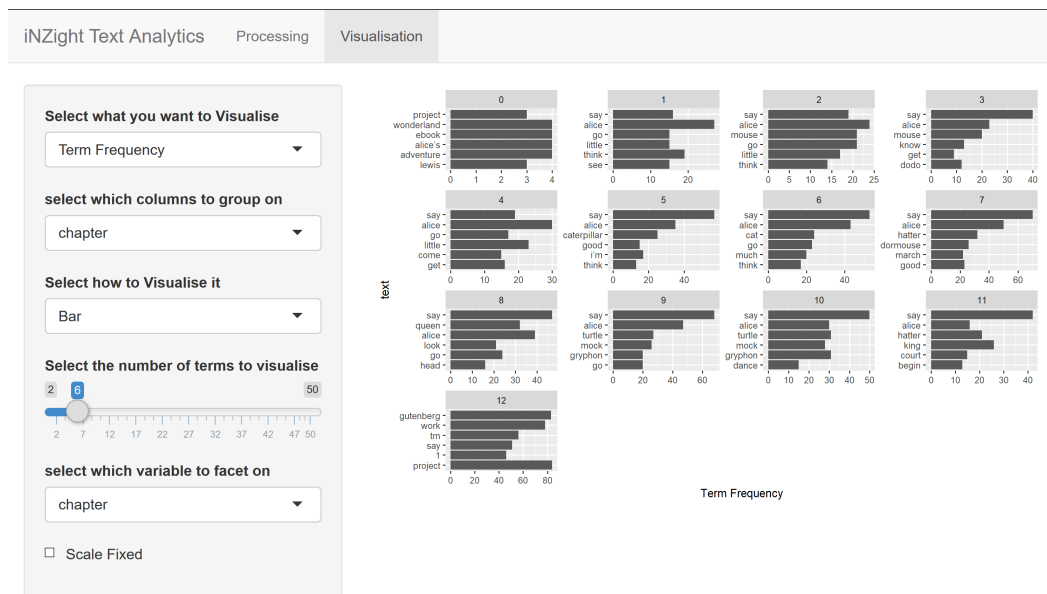 iNZight Text Analytics Processing Visualisation
Select what you want to Visualise
Term Frequency
select which columns to group on
chapter
Select how to Visualise it
Bar
Select the number of terms to visualise
2 6 50
2 7 12 17 22 27 32 37 42 47 50
select which variable to facet on
chapter
Scale Fixed
text
0
project
wonderland
ebook
alice's
adventure
lewis
0 1 2 3 4
1
say
alice
go
little
think
see
0 10 20
2
say
alice
mouse
go
little
think
0 5 10 15 20 25
3
say
alice
mouse
know
get
dodo
0 10 20 30 40
4
say
alice
go
little
come
get
0 10 20 30
5
say
alice
caterpillar
good
i'm
think
0 20 40
6
say
alice
cat
go
much
think
0 20 40
7
say
alice
hatter
dormouse
march
good
0 20 40 60
8
say
queen
alice
look
go
head
0 10 20 30 40
9
say
alice
turtle
mock
gryphon
go
0 20 40 60
10
say
alice
turtle
mock
gryphon
dance
0 10 20 30 40 50
11
say
alice
hatter
king
court
begin
0 10 20 30 40
12
gutenberg
work
tm
say
1
project
0 20 40 60 80
Term Frequency